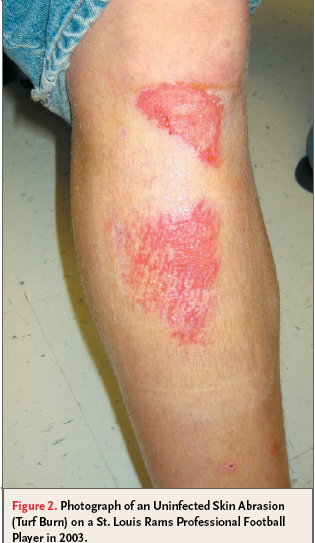 Figure 2. Photograph of an Uninfected Skin Abrasion
(Turf Burn) on a St. Louis Rams Professional Football
Player in 2003.